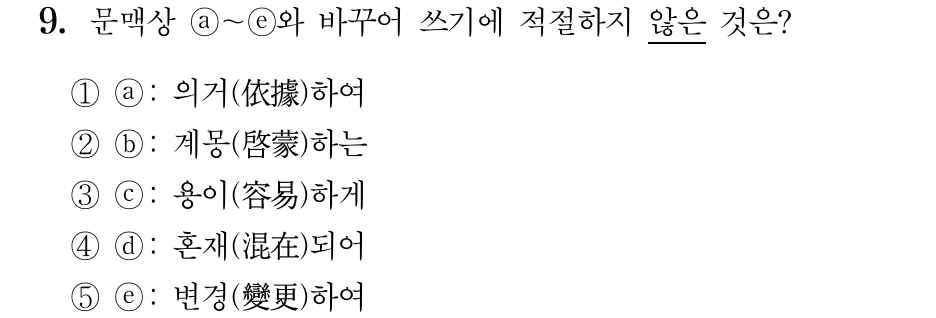 9. 문맥상 ⓐ~ⓔ와 바꾸어 쓰기에 적절하지 않은 것은?
① ⓐ: 의거(依據)하여
② ⓑ: 계몽(啓蒙)하는
③ ⓒ: 용이(容易)하게
④ ⓓ: 혼재(混在)되어
⑤ ⓔ: 변경(變更)하여